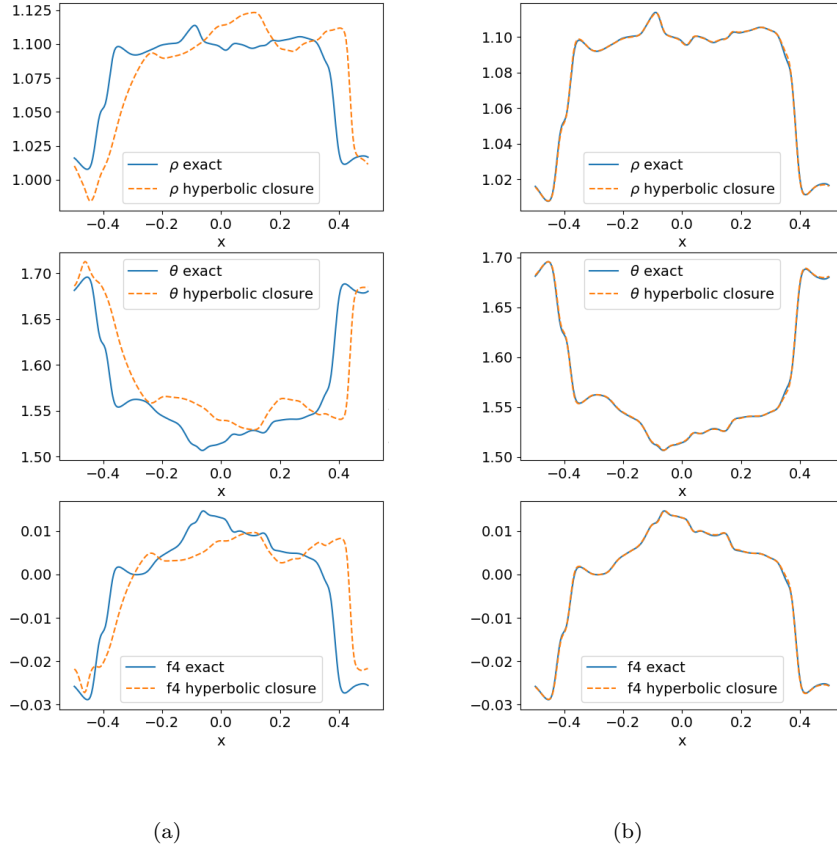 1.125
1.100
1.075
1.050
1.025
1.000
ρ exact
ρ hyperbolic closure
−0.4 −0.2 0.0 0.2 0.4
x
1.70
1.65
1.60
1.55
1.50
θ exact
θ hyperbolic closure
−0.4 −0.2 0.0 0.2 0.4
x
0.01
0.00
−0.01
−0.02
−0.03
f4 exact
f4 hyperbolic closure
−0.4 −0.2 0.0 0.2 0.4
x
(a)
1.10
1.08
1.06
1.04
1.02
ρ exact
ρ hyperbolic closure
−0.4 −0.2 0.0 0.2 0.4
x
1.70
1.65
1.60
1.55
1.50
θ exact
θ hyperbolic closure
−0.4 −0.2 0.0 0.2 0.4
x
0.01
0.00
−0.01
−0.02
−0.03
f4 exact
f4 hyperbolic closure
−0.4 −0.2 0.0 0.2 0.4
x
(b)